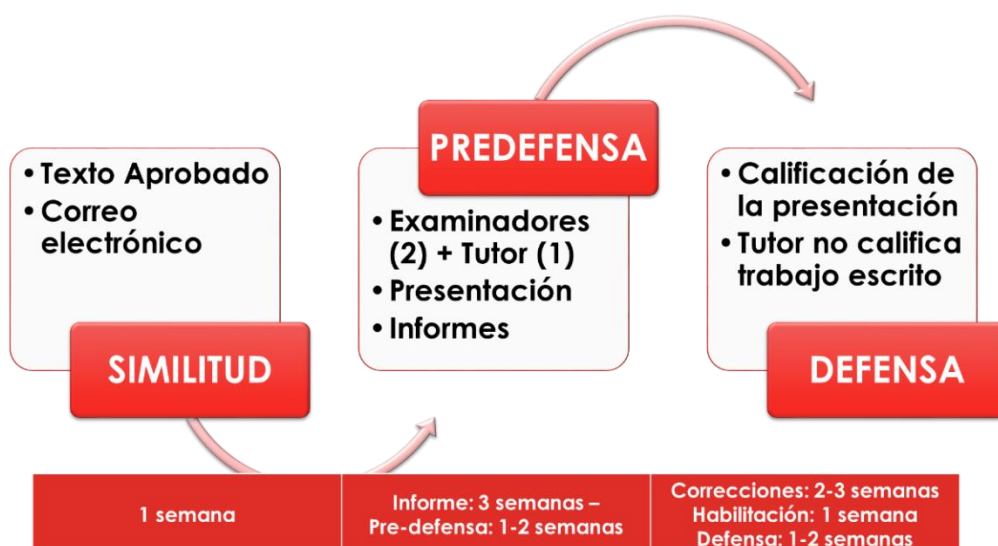 • Texto Aprobado
• Correo
electrónico
SIMILITUD
PREDEFENSA
• Examinadores
(2) + Tutor (1)
• Presentación
• Informes
• Calificación de
la presentación
• Tutor no califica
trabajo escrito
DEFENSA
1 semana
Informe: 3 semanas –
Pre-defensa: 1-2 semanas
Correcciones: 2-3 semanas
Habilitación: 1 semana
Defensa: 1-2 semanas